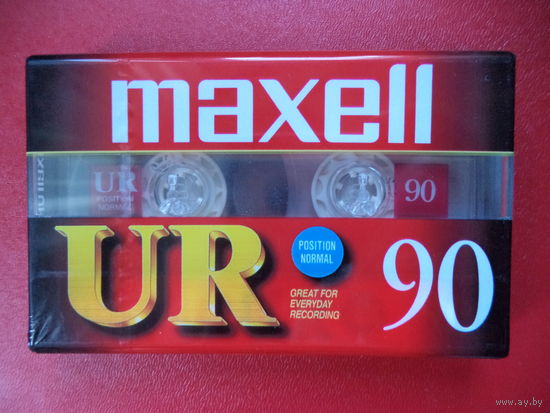 maxell
UR
POSITION
NORMAL
90
UR
POSITION
NORMAL
GREAT FOR
EVERYDAY
RECORDING
90
www.ay.by